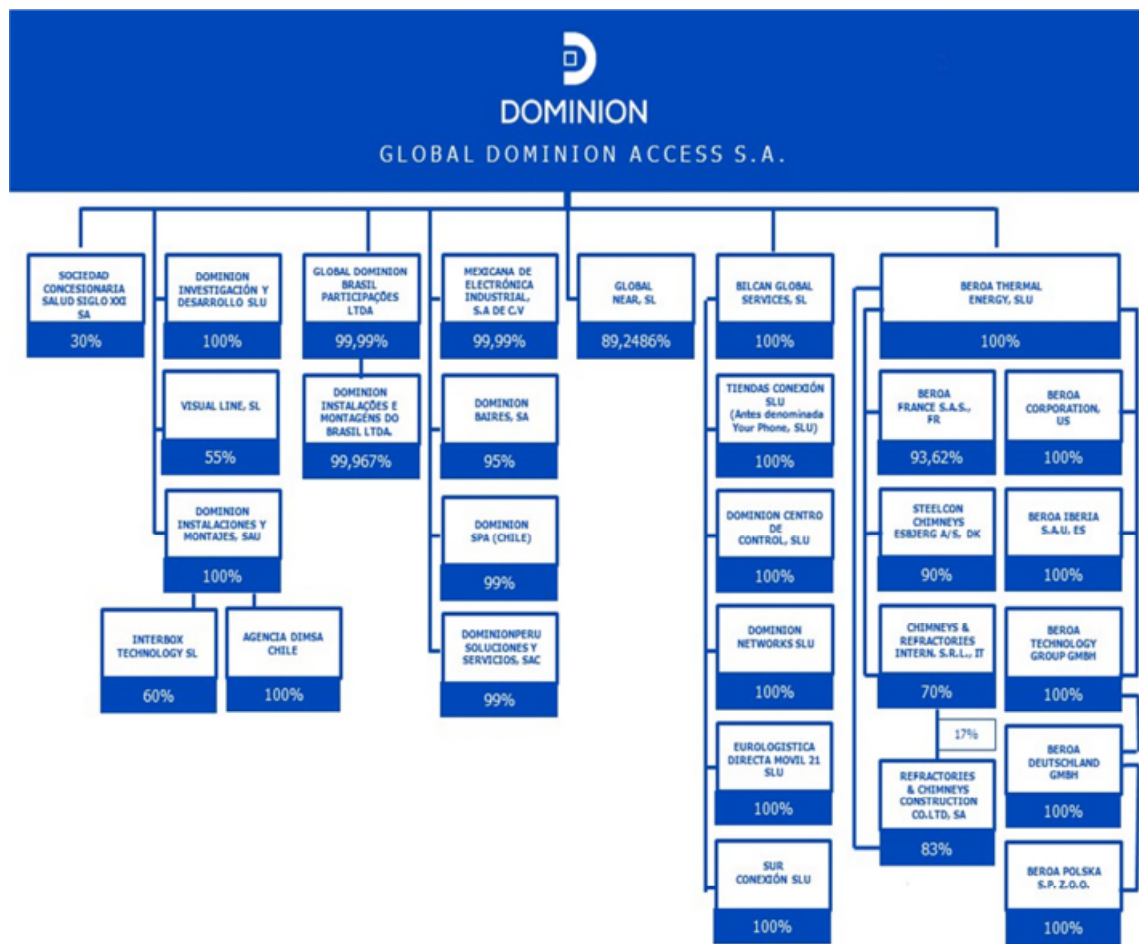 DOMINION
GLOBAL DOMINION ACCESS S.A.
SOCIEDAD
CONCESIONARIA
SALUD SIGLO XXI
SA
30%
DOMINION
INVESTIGACIÓN Y
DESARROLLO SLU
100%
VISUAL LINE, SL
55%
DOMINION
INSTALACIONES Y
MONTAJES, SAU
100%
INTERBOX
TECHNOLOGY SL
60%
AGENCIA DIMSA
CHILE
100%
GLOBAL DOMINION
BRASIL
PARTICIPAÇÕES
LTDA
99,99%
DOMINION
INSTALAÇÕES E
MONTAGENS DO
BRASIL LTDA.
99,967%
MEXICANA DE
ELECTRÓNICA
INDUSTRIAL,
S.A DE C.V
99,99%
DOMINION
BAIRES, SA
95%
DOMINION
SPA (CHILE)
99%
DOMINIONPERU
SOLUCIONES Y
SERVICIOS, SAC
99%
GLOBAL
NEAR, SL
89,2486%
BILCAN GLOBAL
SERVICES, SL
100%
TIENDAS CONEXIÓN
SLU
(Antes denominada
Your Phone, SLU)
100%
DOMINION CENTRO
DE
CONTROL, SLU
100%
DOMINION
NETWORKS SLU
100%
EUROLOGISTICA
DIRECTA MOVIL 21
SLU
100%
SUR
CONEXIÓN SLU
100%
BEROA THERMAL
ENERGY, SLU
100%
BEROA
FRANCE S.A.S.,
FR
93,62%
STEELCON
CHIMNEYS
ESBJERG A/S, DK
90%
CHIMNEYS &
REFRACTORIES
INTERN. S.R.L., IT
70%
17%
REFRACTORIES
& CHIMNEYS
CONSTRUCTION
CO.LTD, SA
83%
BEROA
CORPORATION,
US
100%
BEROA IBERIA
S.A.U, ES
100%
BEROA
TECHNOLOGY
GROUP GMBH
100%
BEROA
DEUTSCHLAND
GMBH
100%
BEROA POLSKA
S.P. Z.O.O.
100%